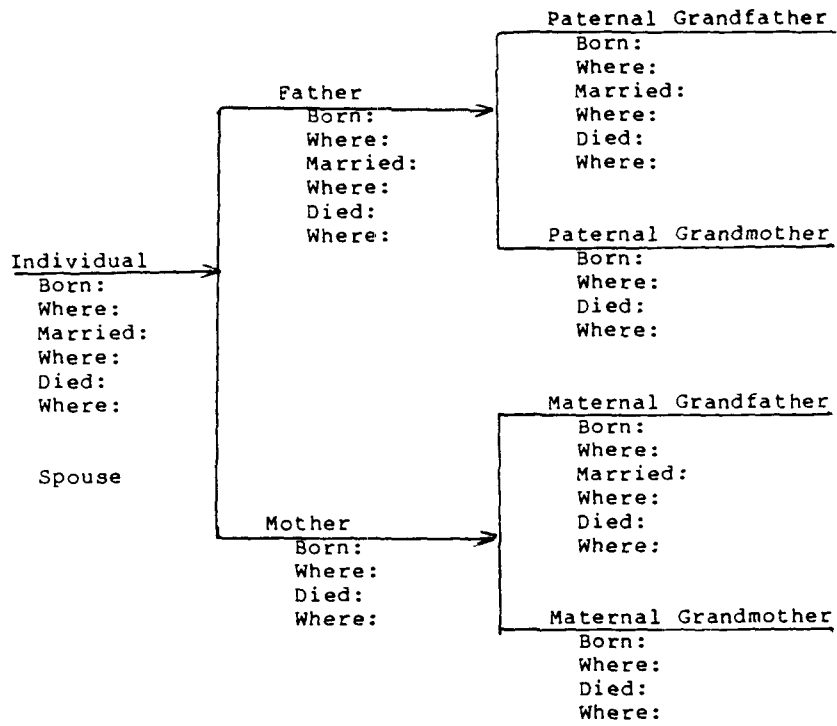 Paternal Grandfather
Born:
Where:
Married:
Where:
Died:
Where:
Father
Born:
Where:
Married:
Where:
Died:
Where:
Paternal Grandmother
Born:
Where:
Died:
Where:
Individual
Born:
Where:
Married:
Where:
Died:
Where:
Spouse
Maternal Grandfather
Born:
Where:
Married:
Where:
Died:
Where:
Mother
Born:
Where:
Died:
Where:
Maternal Grandmother
Born:
Where:
Died:
Where: